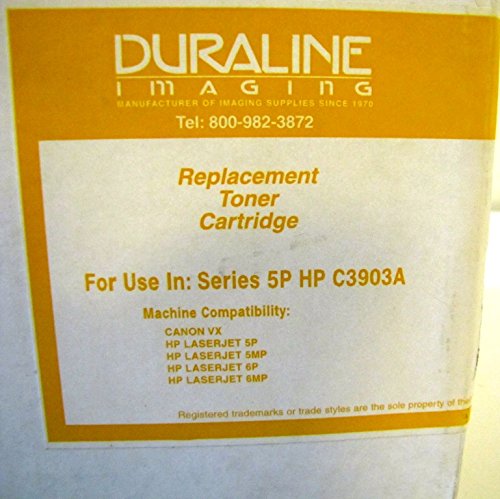 DURALINE
IMAGING
MANUFACTURER OF IMAGING SUPPLIES SINCE 1970
Tel: 800-982-3872
Replacement
Toner
Cartridge
For Use In: Series 5P HP C3903A
Machine Compatibility:
CANON VX
HP LASERJET 5P
HP LASERJET 5MP
HP LASERJET 6P
HP LASERJET 6MP
Registered trademarks or trade styles are the sole property of